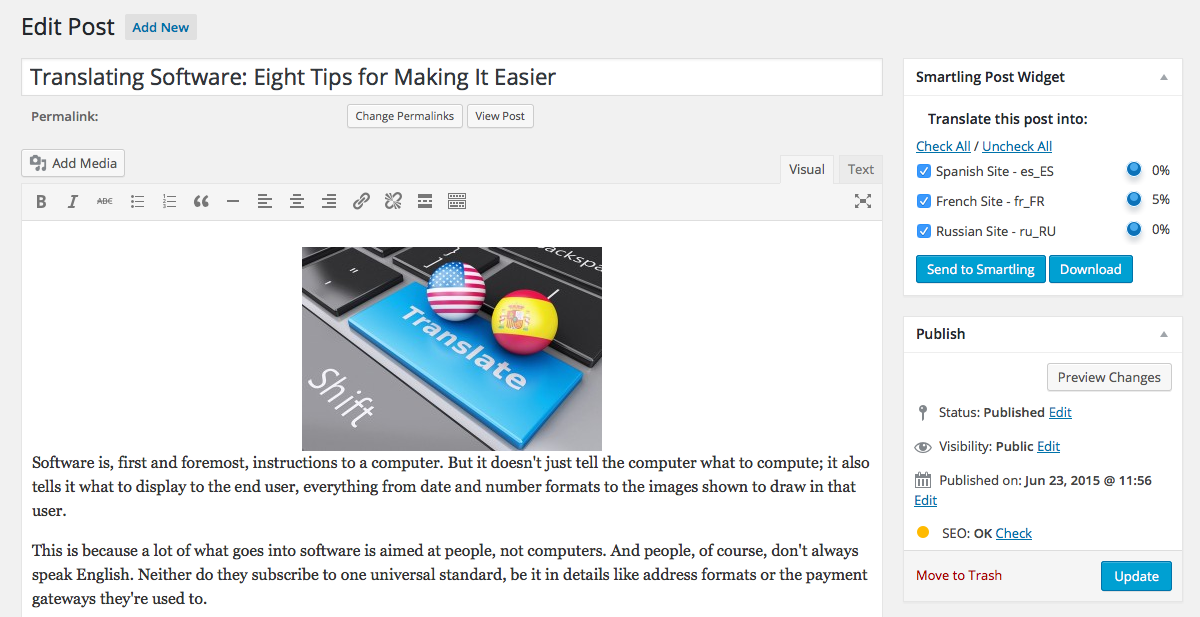 Edit Post Add New
Translating Software: Eight Tips for Making It Easier
Permalink: Change Permalinks View Post
Add Media
Visual Text
B I ABC
Backspa
"
Translate
Shift
Software is, first and foremost, instructions to a computer. But it doesn't just tell the computer what to compute; it also
tells it what to display to the end user, everything from date and number formats to the images shown to draw in that
user.
This is because a lot of what goes into software is aimed at people, not computers. And people, of course, don't always
speak English. Neither do they subscribe to one universal standard, be it in details like address formats or the payment
gateways they're used to.
Smartling Post Widget
Translate this post into:
Check All / Uncheck All
Spanish Site - es_ES 0%
French Site - fr_FR 5%
Russian Site - ru_RU 0%
Send to Smartling Download
Publish
Preview Changes
Status: Published Edit
Visibility: Public Edit
Published on: Jun 23, 2015 @ 11:56
Edit
SEO: OK Check
Move to Trash Update